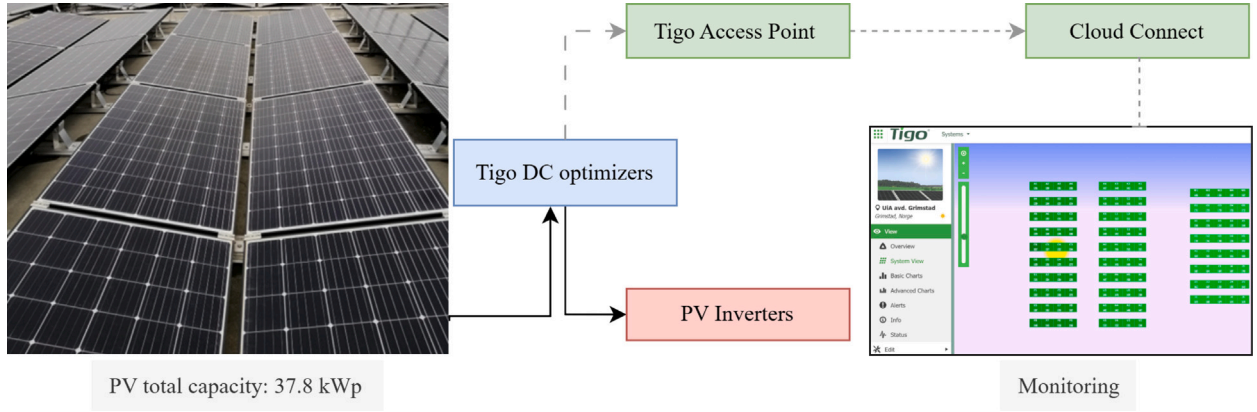 Tigo Access Point
Cloud Connect
Tigo DC optimizers
PV Inverters
PV total capacity: 37.8 kWp
Tigo
Systems
UiA avd. Grimstad
Grimstad, Norge
View
Overview
System View
Basic Charts
Advanced Charts
Alerts
Info
Status
Edit
Monitoring